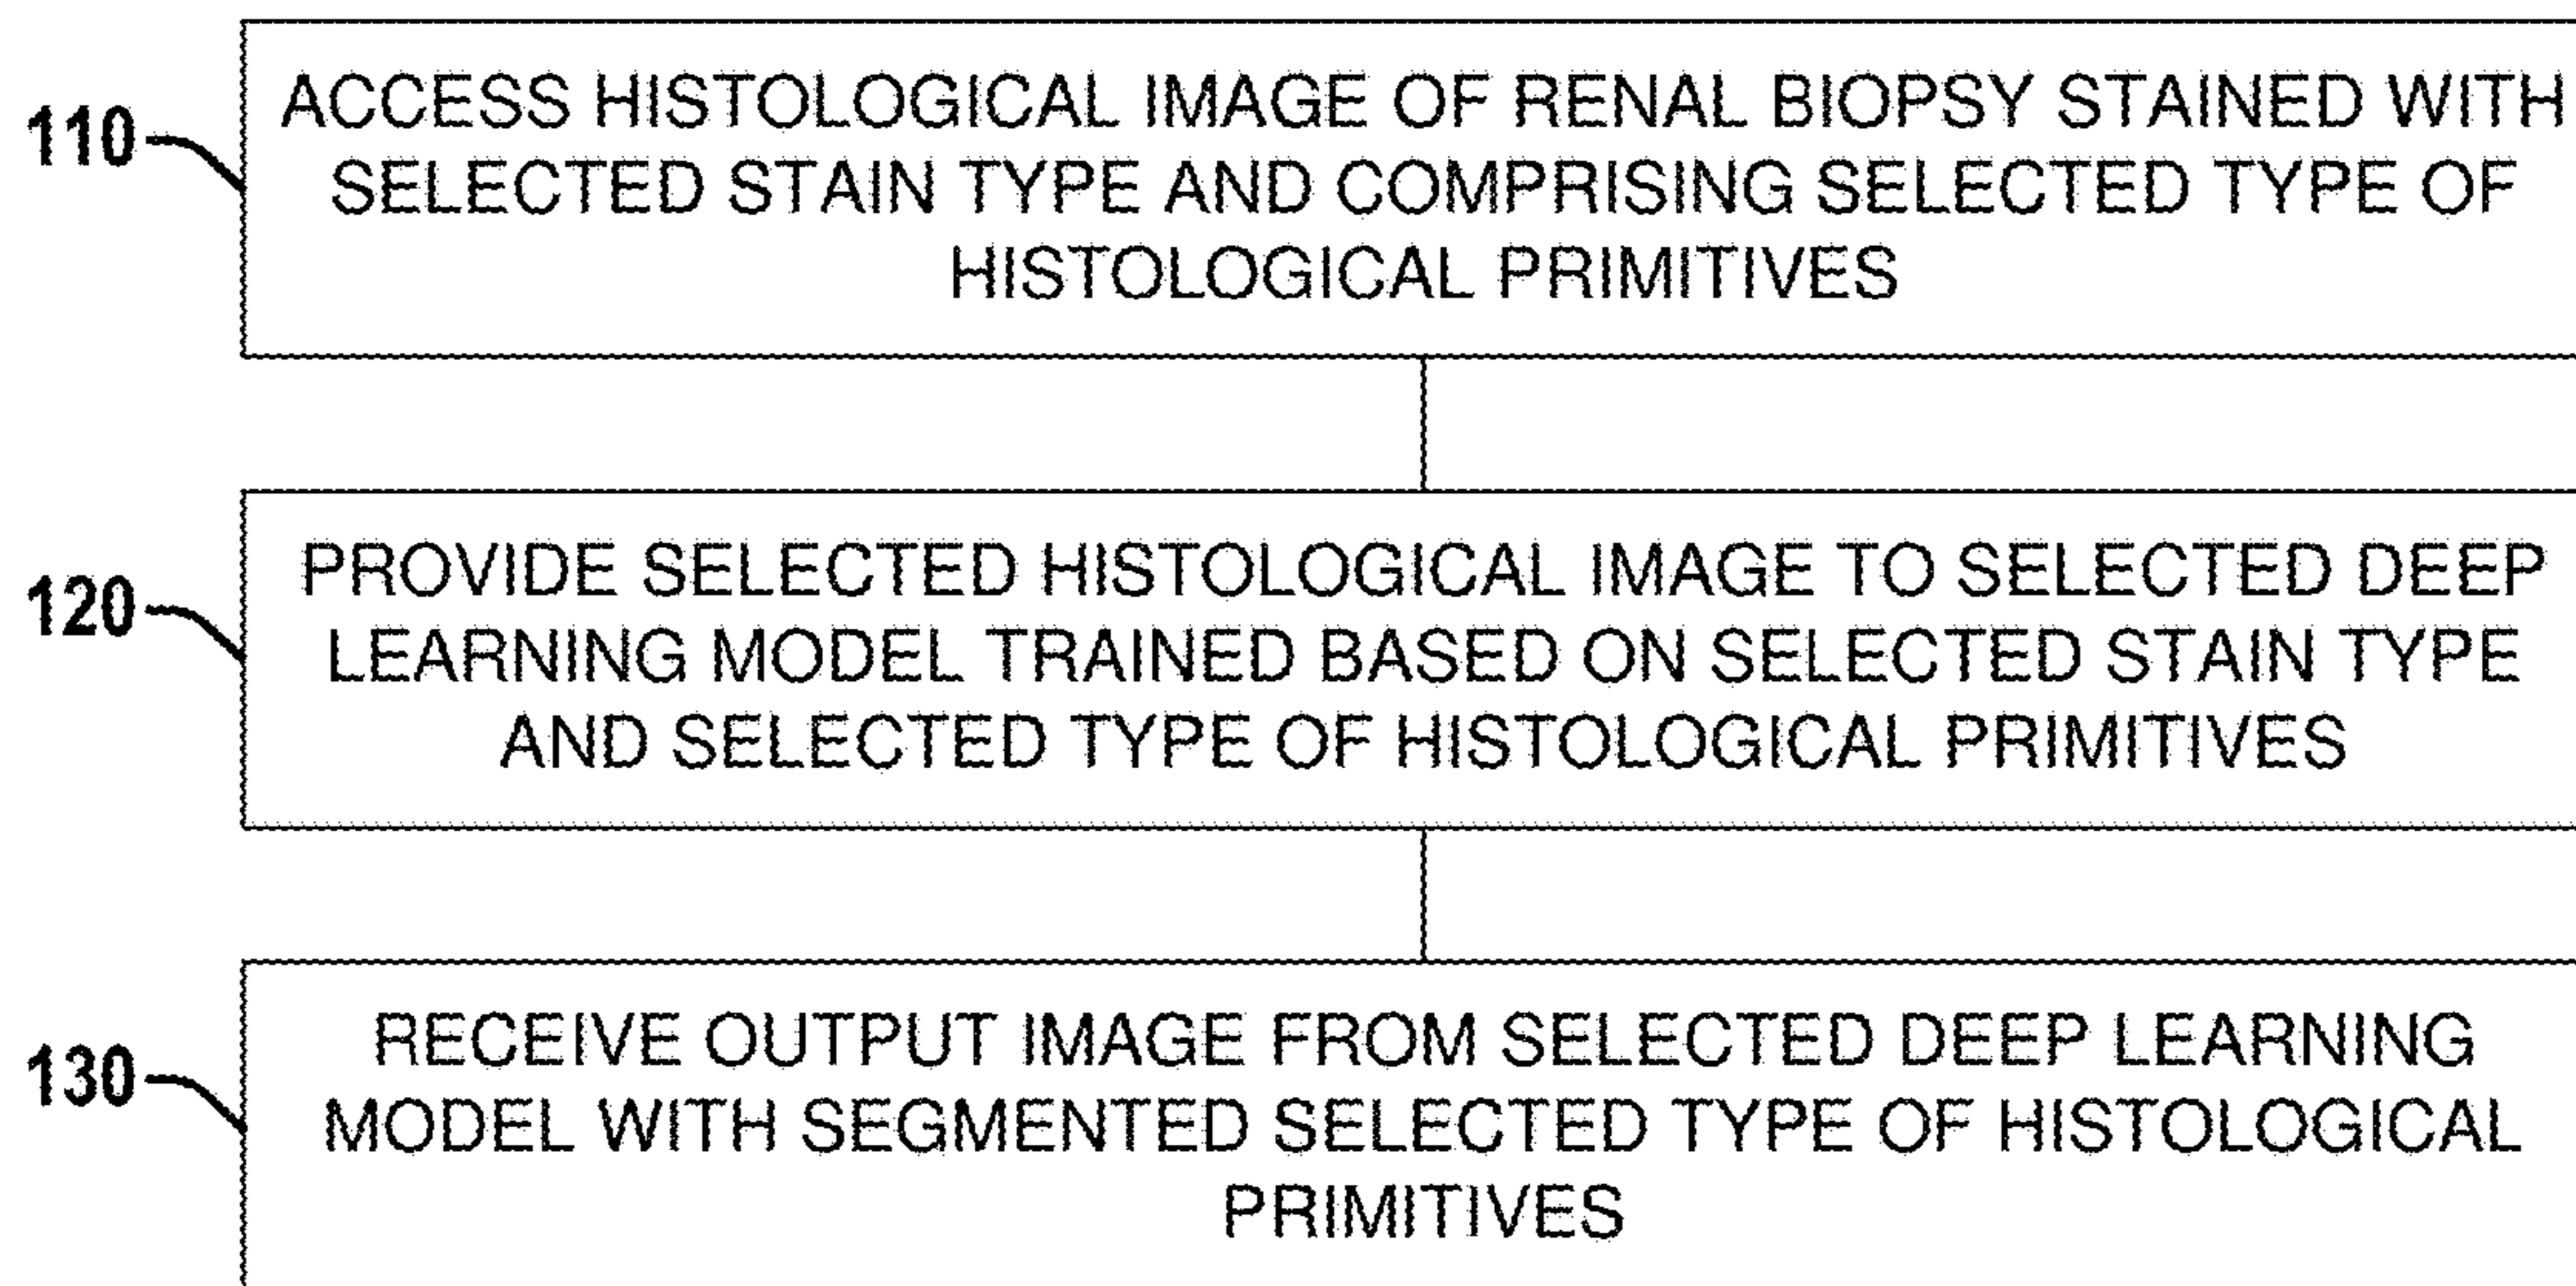 110
ACCESS HISTOLOGICAL IMAGE OF RENAL BIOPSY STAINED WITH
SELECTED STAIN TYPE AND COMPRISING SELECTED TYPE OF
HISTOLOGICAL PRIMITIVES
120
PROVIDE SELECTED HISTOLOGICAL IMAGE TO SELECTED DEEP
LEARNING MODEL TRAINED BASED ON SELECTED STAIN TYPE
AND SELECTED TYPE OF HISTOLOGICAL PRIMITIVES
130
RECEIVE OUTPUT IMAGE FROM SELECTED DEEP LEARNING
MODEL WITH SEGMENTED SELECTED TYPE OF HISTOLOGICAL
PRIMITIVES